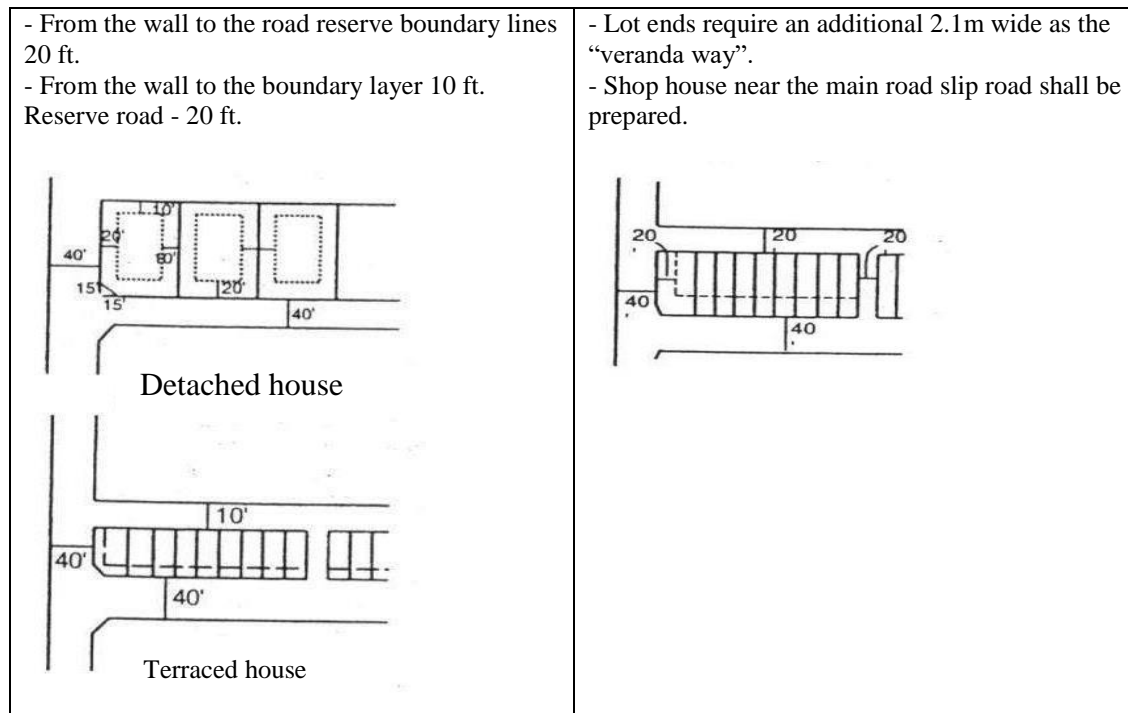 - From the wall to the road reserve boundary lines
20 ft.
- From the wall to the boundary layer 10 ft.
Reserve road - 20 ft.
10'
20'
10'
40'
15'
15'
20'
40'
Detached house
10'
40'
40'
Terraced house
- Lot ends require an additional 2.1m wide as the
“veranda way”.
- Shop house near the main road slip road shall be
prepared.
20
20
20
40
40